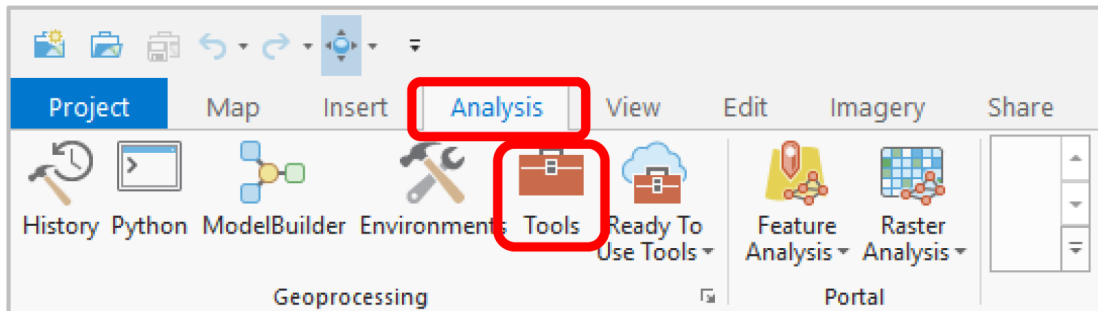 Project Map Insert Analysis View Edit Imagery Share
History Python ModelBuilder Environments Tools Ready To Feature Raster
Use Tools Analysis Analysis
Geoprocessing Portal